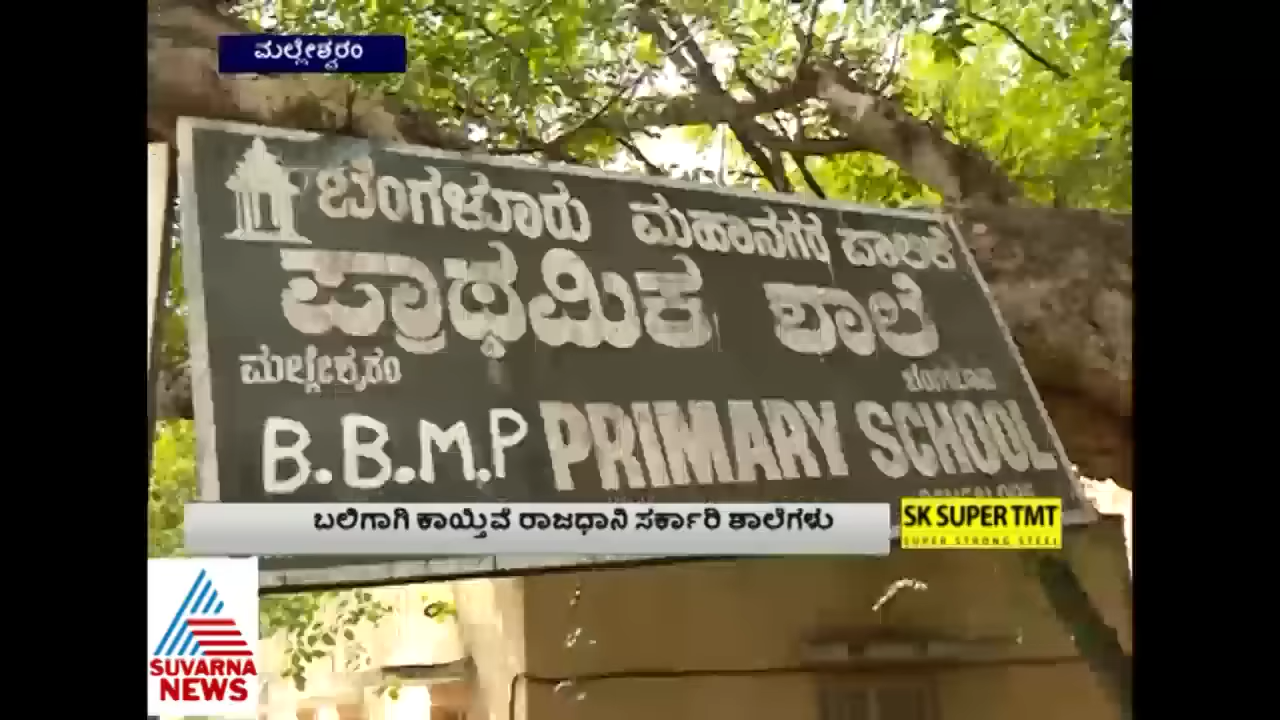 ಮಲ್ಲೇಶ್ವರಂ
ಬೆಂಗಳೂರು ಮಹಾನಗರ ಪಾಲಿಕೆ
ಪ್ರಾಥಮಿಕ ಶಾಲೆ
ಮಲ್ಲೇಶ್ವರಂ
B.B.M.P PRIMARY SCHOOL
ಬಲಿಗಾಗಿ ಕಾಯ್ತಿವೆ ರಾಜಧಾನಿ ಸರ್ಕಾರಿ ಶಾಲೆಗಳು
SK SUPER TMT
SUPER STRONG STEEL
SUVARNA
NEWS